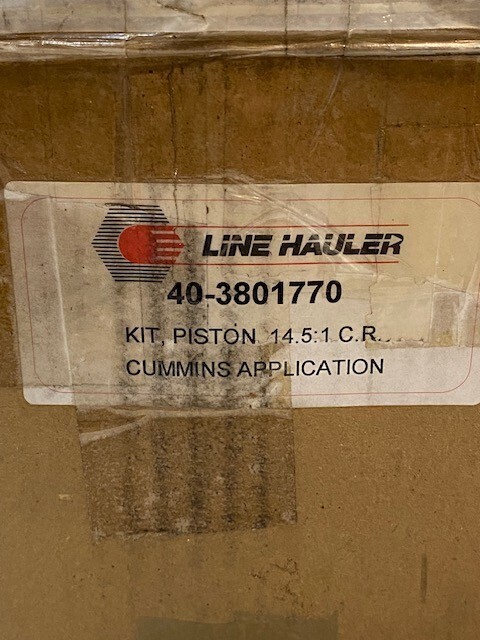 LINE HAULER
40-3801770
KIT, PISTON 14.5:1 C.R.
CUMMINS APPLICATION